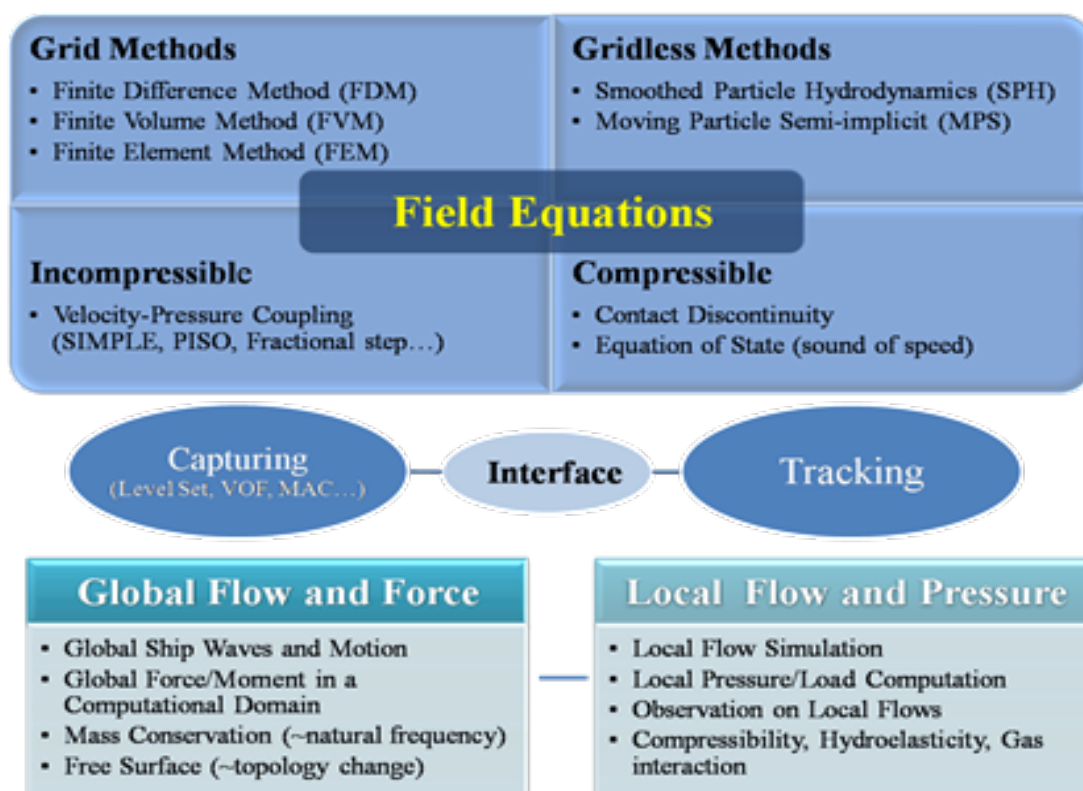 Grid Methods
• Finite Difference Method (FDM)
• Finite Volume Method (FVM)
• Finite Element Method (FEM)
Gridless Methods
• Smoothed Particle Hydrodynamics (SPH)
• Moving Particle Semi-implicit (MPS)
Field Equations
Incompressible
• Velocity-Pressure Coupling
(SIMPLE, PISO, Fractional step...)
Compressible
• Contact Discontinuity
• Equation of State (sound of speed)
Capturing
(Level Set, VOF, MAC...)
Interface
Tracking
Global Flow and Force
• Global Ship Waves and Motion
• Global Force/Moment in a
Computational Domain
• Mass Conservation (~natural frequency)
• Free Surface (~topology change)
Local Flow and Pressure
• Local Flow Simulation
• Local Pressure/Load Computation
• Observation on Local Flows
• Compressibility, Hydroelasticity, Gas
interaction